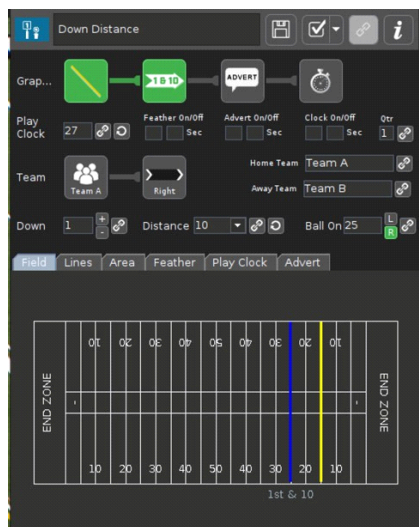 Down Distance
i
Grap...
1 & 10
ADVERT
Feather On/Off
Advert On/Off
Clock On/Off
Qtr
Play
Clock
27
Sec
Sec
Sec
1
Team
Team A
Right
Home Team
Team A
Away Team
Team B
Down
1
+
-
Distance
10
Ball On
25
L
R
Field
Lines
Area
Feather
Play Clock
Advert
10 20 30 40 50 40 30 20 10
END ZONE
END ZONE
10 20 30 40 50 40 30 20 10
1st & 10